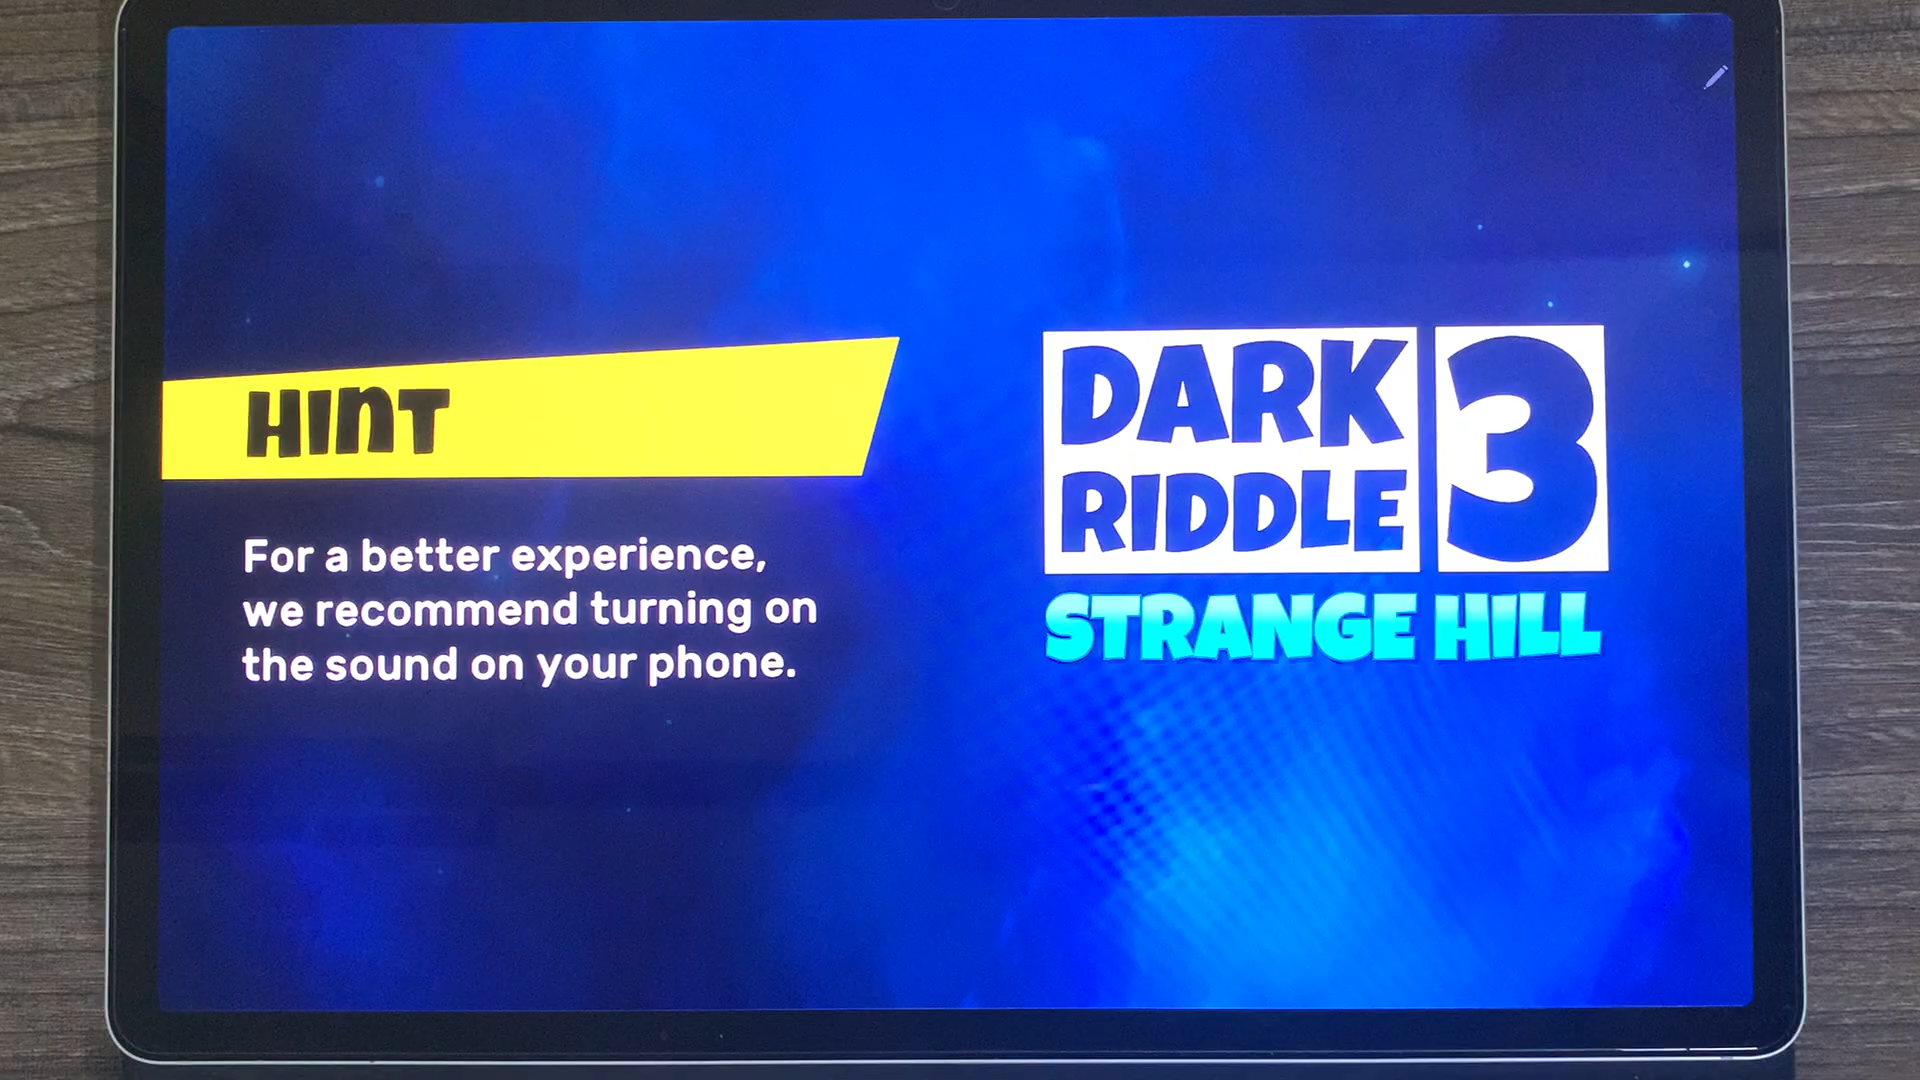 HINT
For a better experience,
we recommend turning on
the sound on your phone.
DARK
RIDDLE
3
STRANGE HILL